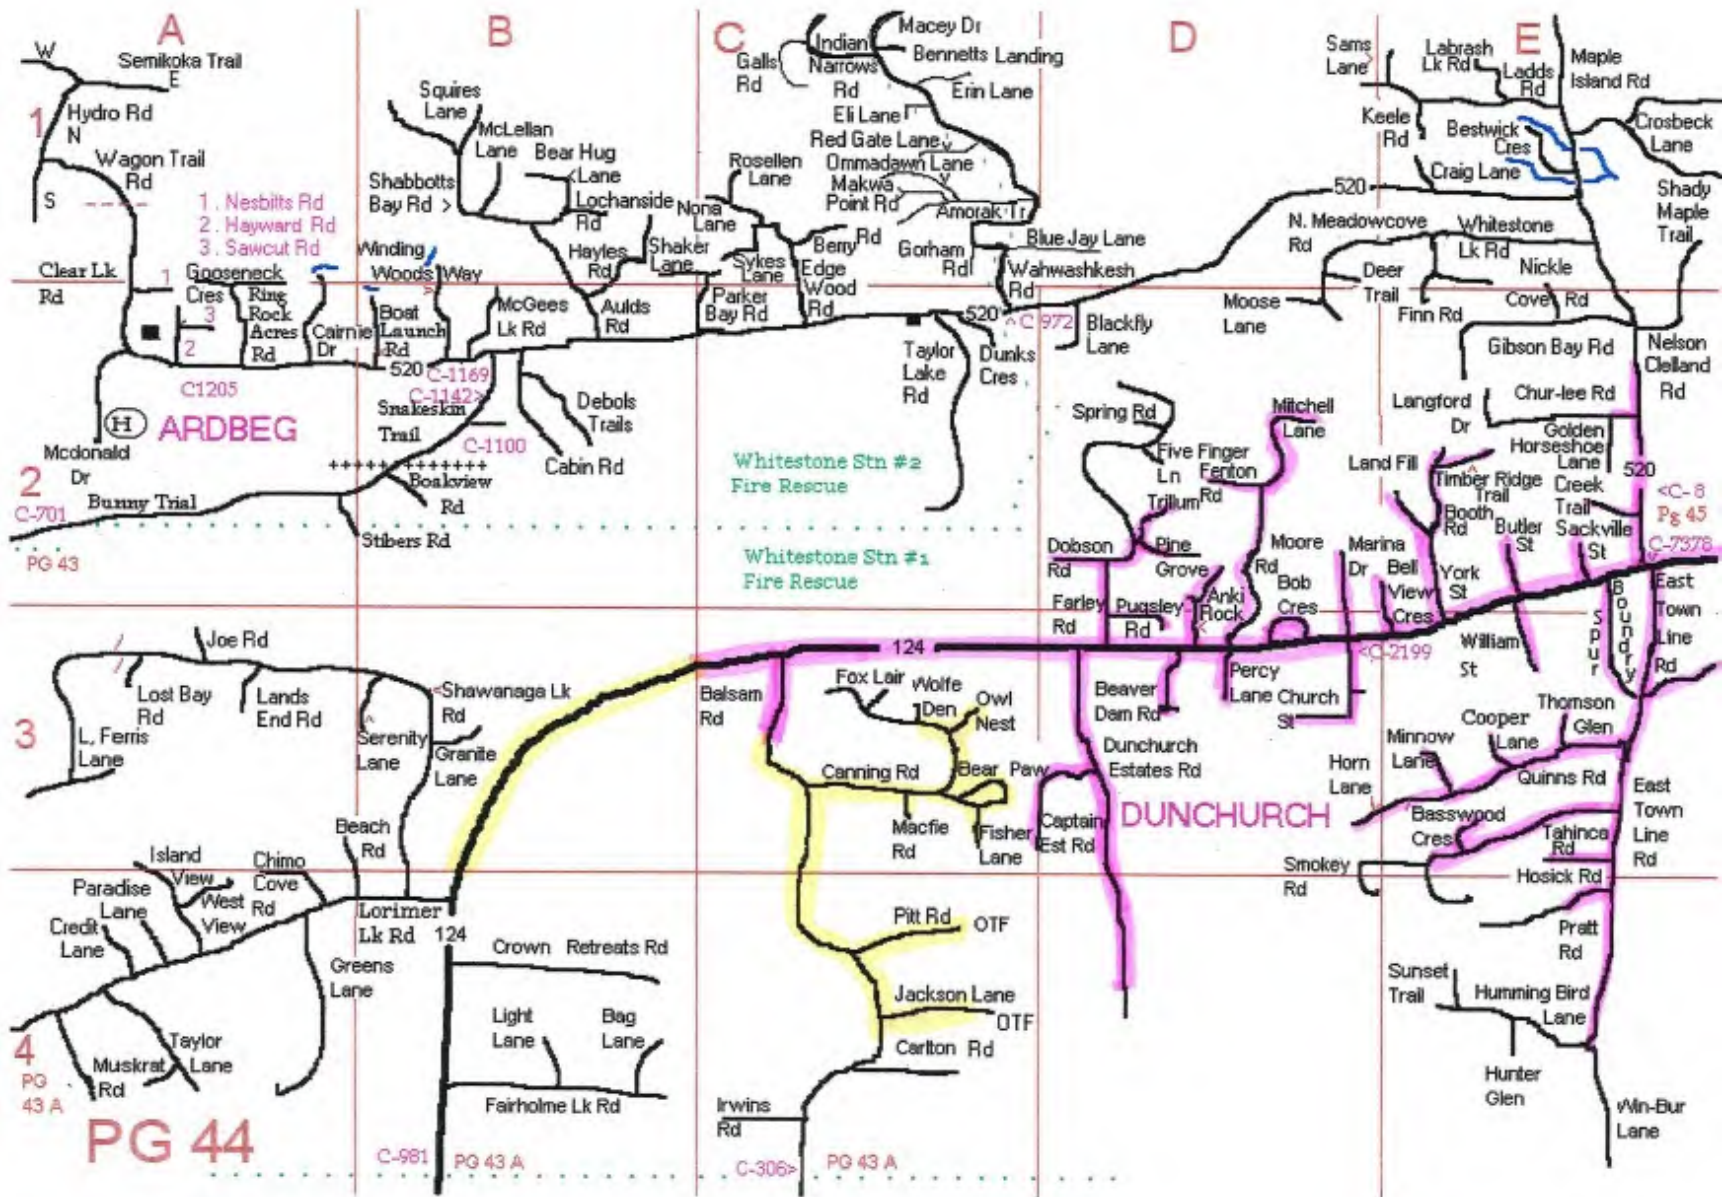 A
B
C
D
E
W
Semikoka Trail
E
Hydro Rd
N
1
Wagon Trail
Rd
S
1 . Nesbitts Rd
2 . Hayward Rd
3 . Sawcut Rd
Clear Lk
Rd
1
Gooseneck
Cres
3
2
Ring
Rock
Acres
Rd
Cairnie
Dr
C1205
H
ARDBEG
Mcdonald
Dr
2
C-701
Bunny Trial
PG 43
Stibers Rd
Squires
Lane
McLellan
Lane
Bear Hug
<Lane
Shabbotts
Bay Rd >
Lochanside
Rd
Winding
Woods Way
Boat
Launch
Rd
520
McGees
Lk Rd
Hayles
Rd
Shaker
Lane
Aulds
Rd
C-1169
C-1142>
Snakeskin
Trail
C-1100
Debols
Trails
Cabin Rd
Boakview
Rd
Macey Dr
Indian
Narrows
Rd
Bennetts Landing
Galls
Rd
Erin Lane
Eli Lane
Red Gate Lane
Ommadawn Lane
Rosellen
Lane
Makwa
Point Rd
Amorak Tr
Nona
Lane
Berry Rd
Gorham
Rd
Blue Jay Lane
Sykes
Lane
Edge
Wood
Rd
Wahwashkesh
Rd
Parker
Bay Rd
520
^ C-972
Blackfly
Lane
Taylor
Lake
Rd
Dunks
Cres
Whitestone Stn #2
Fire Rescue
Whitestone Stn #1
Fire Rescue
Sams
Lane
Labrash
Lk Rd
Ladds
Rd
Maple
Island Rd
Keele
Rd
Bestwick
Cres
Crosbeck
Lane
Craig Lane
520
Shady
Maple
Trail
N. Meadowcove
Rd
Whitestone
Lk Rd
Deer
Trail
Nickle
Cove Rd
Moose
Lane
Finn Rd
Gibson Bay Rd
Nelson
Clelland
Rd
Chur-lee Rd
Langford
Dr
Golden
Horseshoe
Lane
520
Spring Rd
Mitchell
Lane
Five Finger
Ln
Fenton
Rd
Land Fill
Timber Ridge
Trail
Creek
Trail
<C- 8
Pg 45
Trillum
Booth
Rd
Butler
St
Sackville
St
C-7378
Dobson
Rd
Pine
Grove
Moore
Rd
Marina
Dr
Bell
View
Cres
York
St
East
Town
Line
Rd
Farley
Rd
Pugsley
Rd
Anki
Rock
Bob
Cres
Boundry
Spur
William
St
124
<C-2199
3
Joe Rd
Lost Bay
Rd
Lands
End Rd
<Shawanaga Lk
Rd
L, Ferris
Lane
Serenity
Lane
Granite
Lane
Balsam
Rd
Fox Lair
Wolfe
Den
Owl
Nest
Beaver
Dam Rd
Percy
Lane
Church
St
Thomson
Glen
Cooper
Lane
Minnow
Lane
Horn
Lane
Quinns Rd
Dunchurch
Estates Rd
Canning Rd
Bear Paw
DUNCHURCH
Basswood
Cres
East
Town
Line
Rd
Macfie
Rd
Fisher
Lane
Captain
Est Rd
Tahinca
Rd
Beach
Rd
Smokey
Rd
Hosick Rd
Island
View
Chimo
Cove
Rd
Paradise
Lane
West
View
Credit
Lane
Lorimer
Lk Rd
124
Pitt Rd
OTF
Pratt
Rd
Crown Retreats Rd
Greens
Lane
Sunset
Trail
Humming Bird
Lane
Jackson Lane
OTF
Light
Lane
Bag
Lane
4
Taylor
Lane
Muskrat
Rd
PG
43 A
Carlton Rd
Hunter
Glen
Fairholme Lk Rd
Irwins
Rd
Win-Bur
Lane
PG 44
C-981
PG 43 A
C-306>
PG 43 A